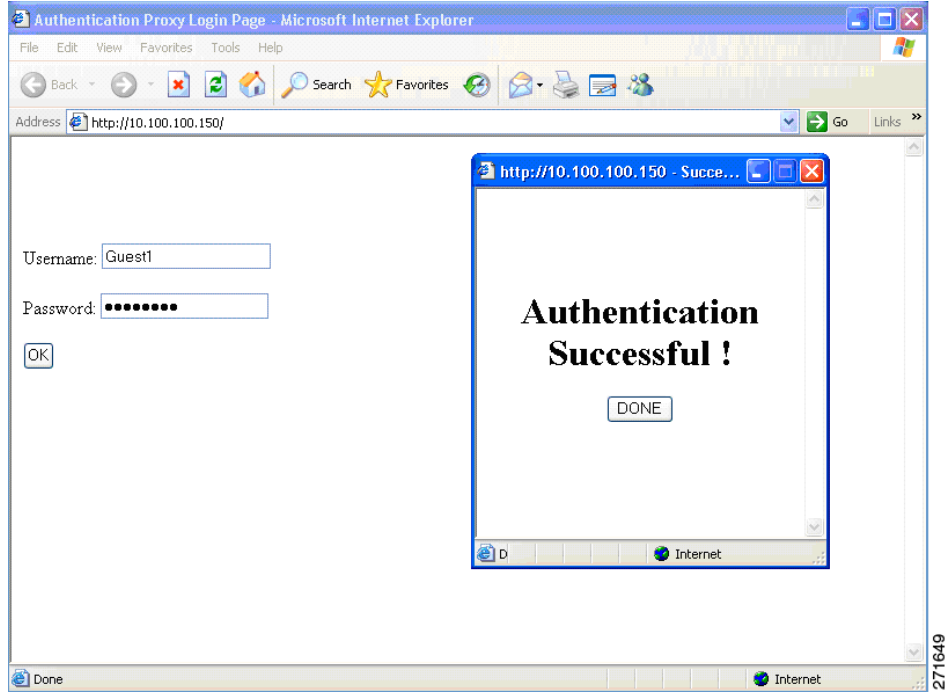 Authentication Proxy Login Page - Microsoft Internet Explorer
File Edit View Favorites Tools Help
Back Search Favorites
Address http://10.100.100.150/ Go Links »
http://10.100.100.150 - Succe...
Username: Guest1
Password: ●●●●●●●●
OK
Authentication
Successful !
DONE
D Internet
Done Internet
271649